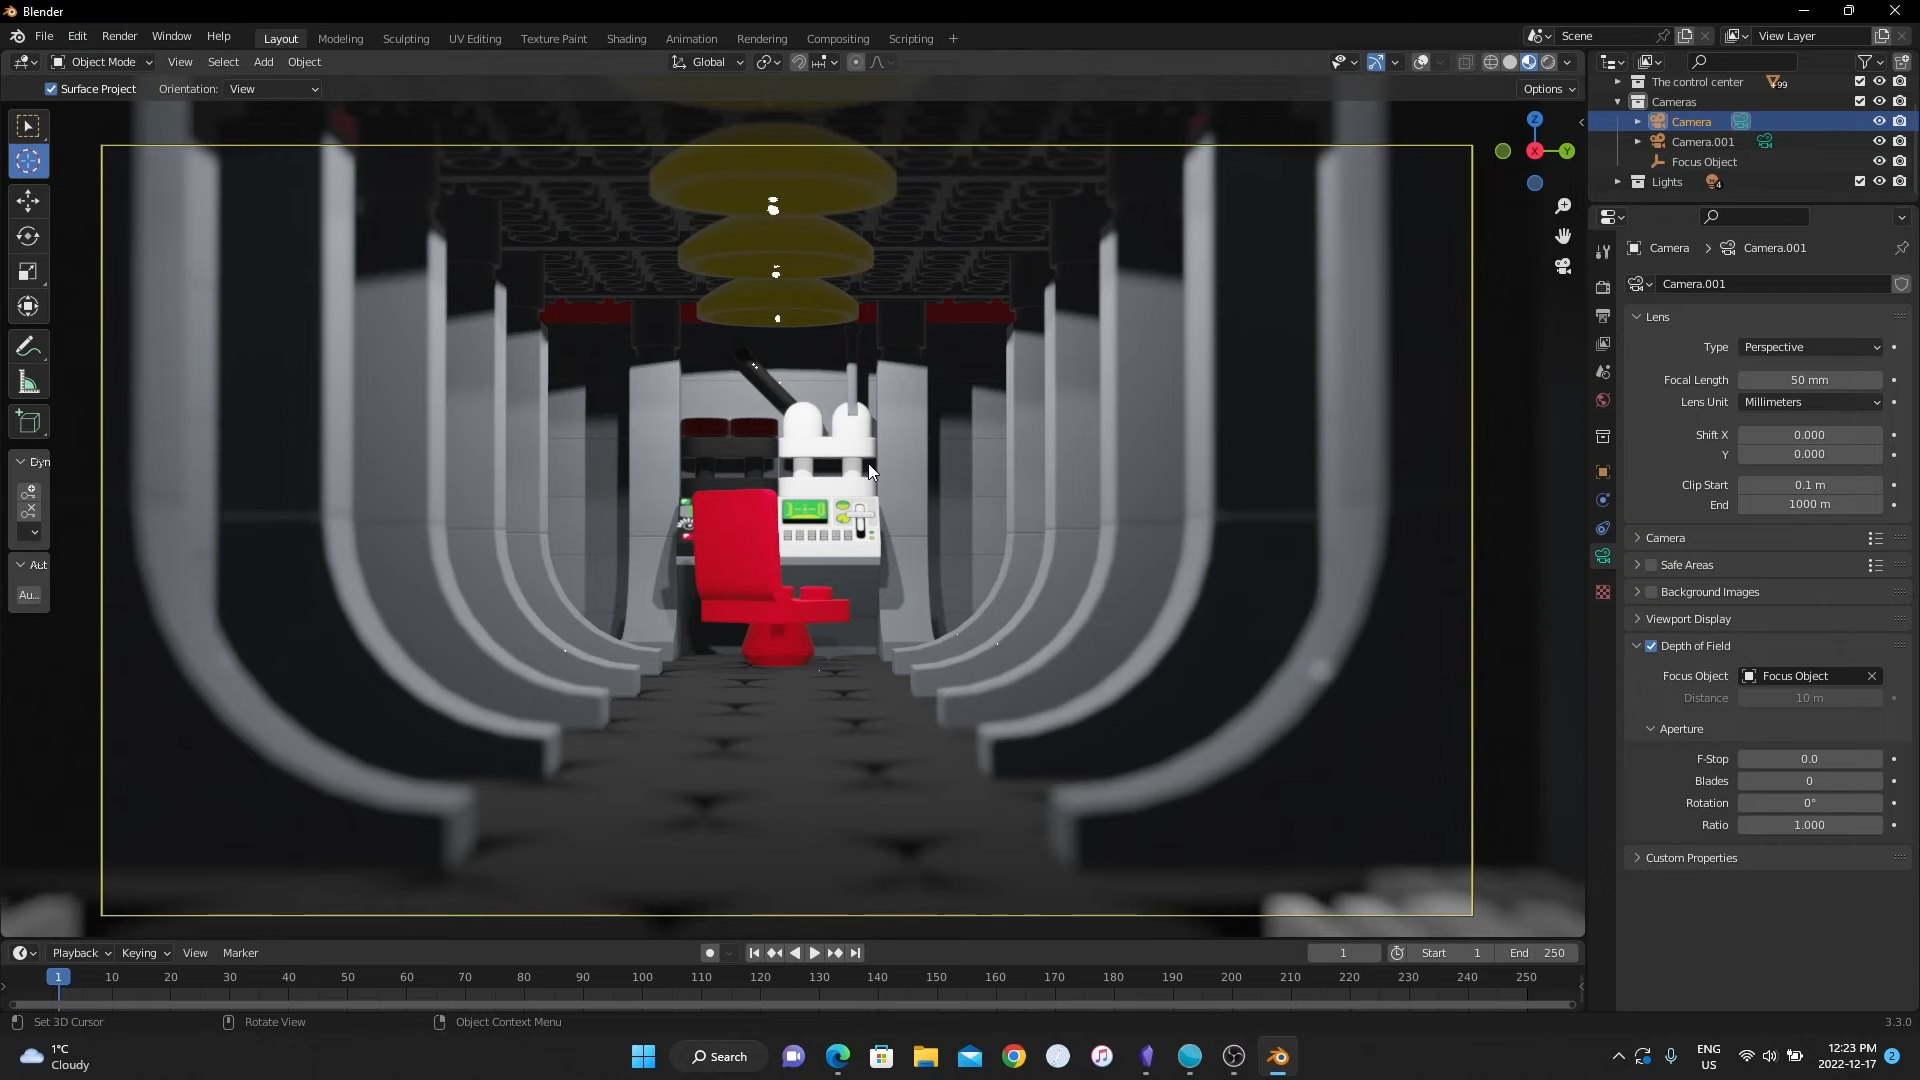 Blender
File Edit Render Window Help Layout Modeling Sculpting UV Editing Texture Paint Shading Animation Rendering Compositing Scripting + Scene View Layer
Object Mode View Select Add Object Global
Surface Project Orientation: View Options
The control center 99
Cameras
Camera
Camera.001
Focus Object
Lights 4
Z
X
Y
Camera > Camera.001
Camera.001
Lens
Type Perspective
Focal Length 50 mm
Lens Unit Millimeters
Shift X 0.000
Y 0.000
Clip Start 0.1 m
End 1000 m
Camera
Safe Areas
Background Images
Viewport Display
Depth of Field
Focus Object Focus Object
Distance 10 m
Aperture
F-Stop 0.0
Blades 0
Rotation 0°
Ratio 1.000
Custom Properties
Dyn
Aut
Au...
Playback Keying View Marker 1 Start 1 End 250
1 10 20 30 40 50 60 70 80 90 100 110 120 130 140 150 160 170 180 190 200 210 220 230 240 250
Set 3D Cursor Rotate View Object Context Menu 3.3.0
1°C
Cloudy
Search
ENG
US
12:23 PM
2022-12-17
2